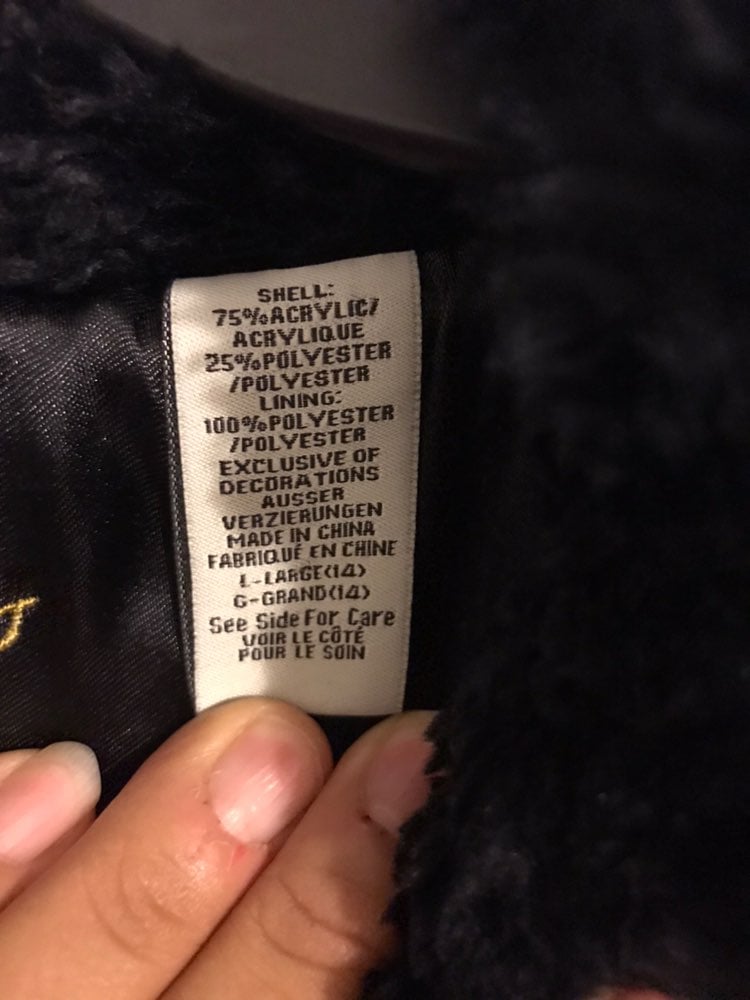 SHELL:
75%ACRYLIC/
ACRYLIQUE
25%POLYESTER
/POLYESTER
LINING:
100%POLYESTER
/POLYESTER
EXCLUSIVE OF
DECORATIONS
AUSSER
VERZIERUNGEN
MADE IN CHINA
FABRIQUÉ EN CHINE
L-LARGE(14)
G-GRAND(14)
See Side For Care
VOIR LE CÔTÉ
POUR LE SOIN